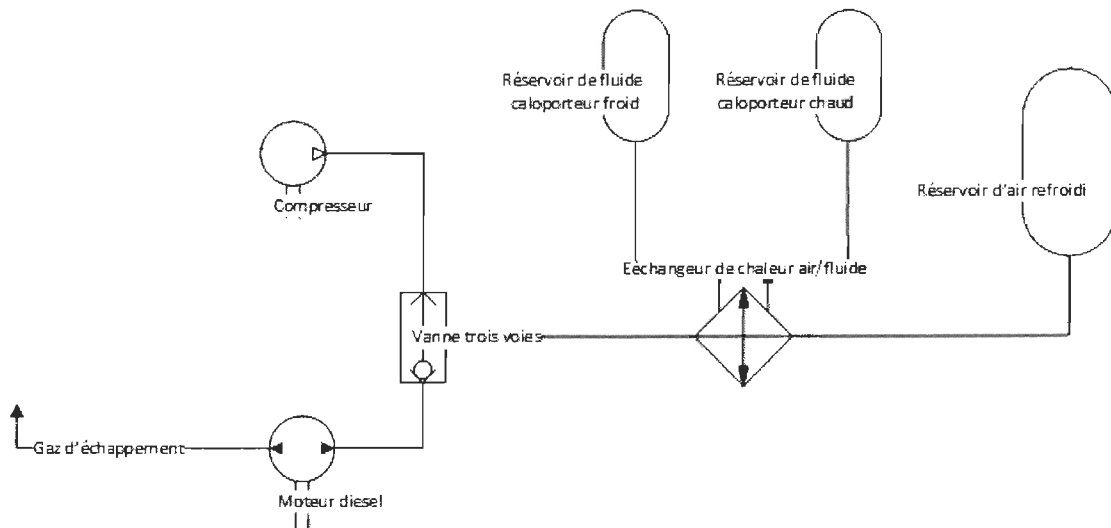 Réservoir de fluide
caloporteur froid
Réservoir de fluide
caloporteur chaud
Réservoir d'air refroidi
Compresseur
Eéchangeur de chaleur air/fluide
Vanne trois voies
Gaz d'échappement
Moteur diesel